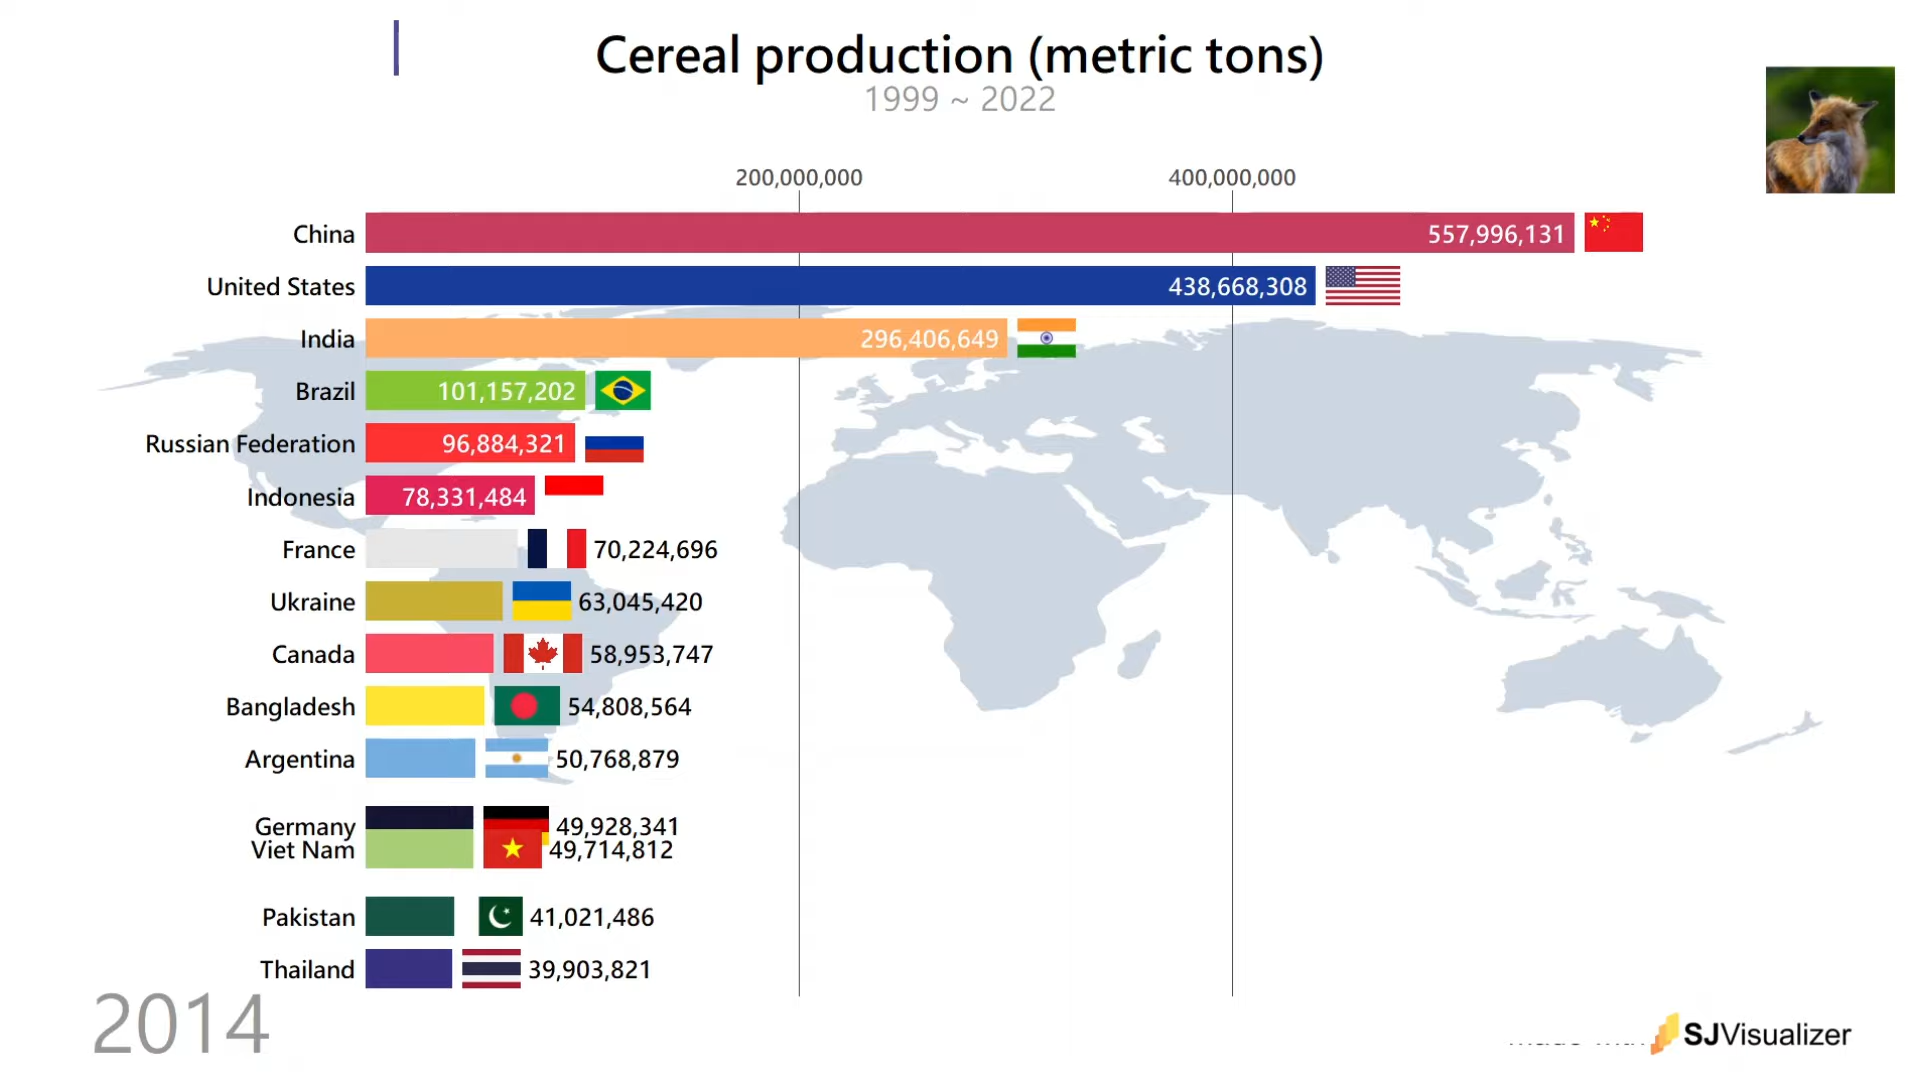 Cereal production (metric tons)
1999 ~ 2022
200,000,000 400,000,000
China 557,996,131
United States 438,668,308
India 296,406,649
Brazil 101,157,202
Russian Federation 96,884,321
Indonesia 78,331,484
France 70,224,696
Ukraine 63,045,420
Canada 58,953,747
Bangladesh 54,808,564
Argentina 50,768,879
Germany 49,928,341
Viet Nam 49,714,812
Pakistan 41,021,486
Thailand 39,903,821
2014
SJVisualizer